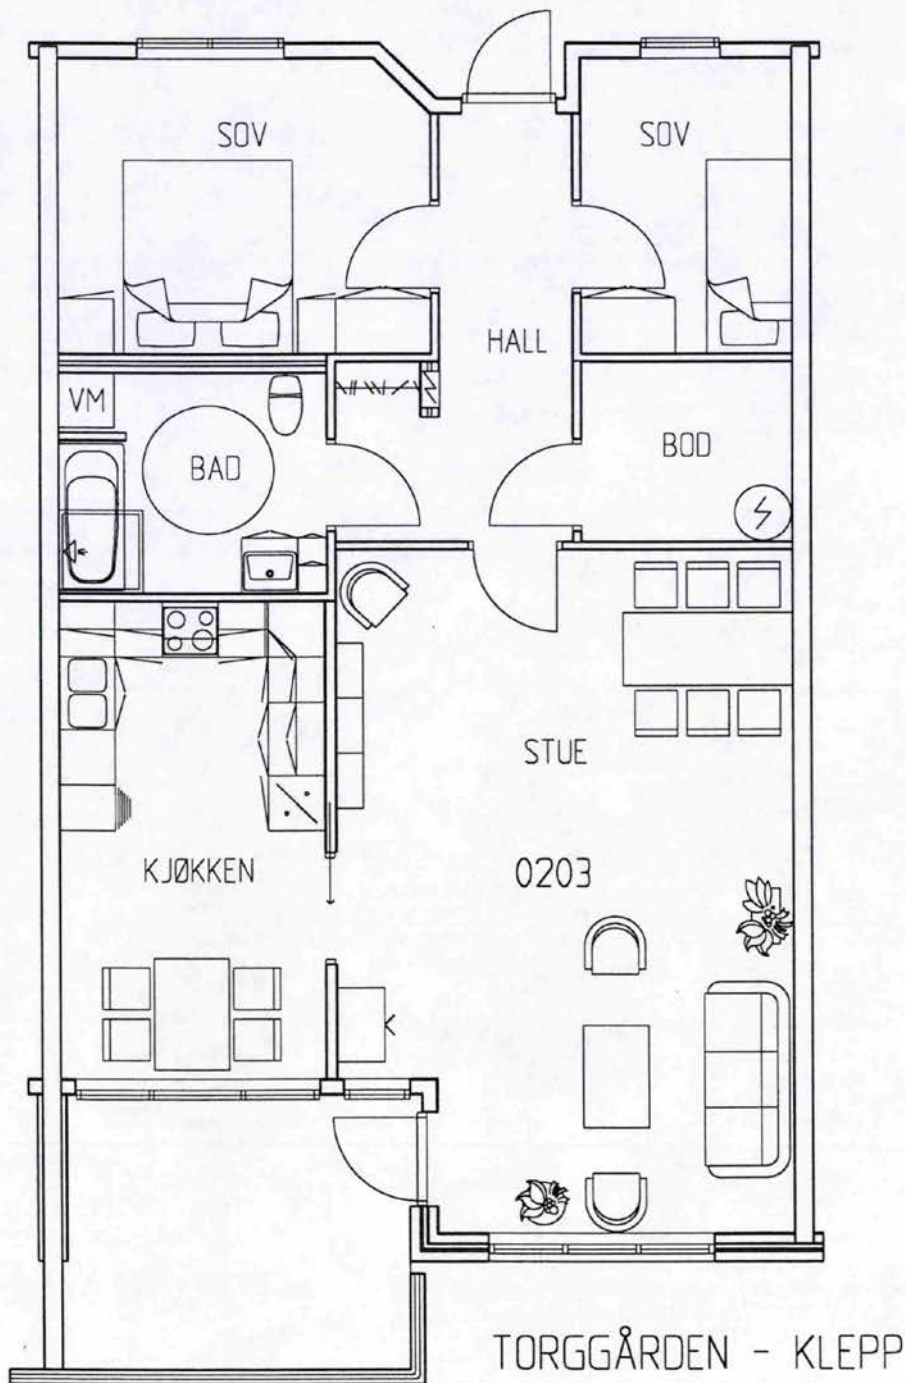 SOV
SOV
HALL
VM
BAD
BOD
STUE
KJØKKEN
0203
TORGGÅRDEN - KLEPP